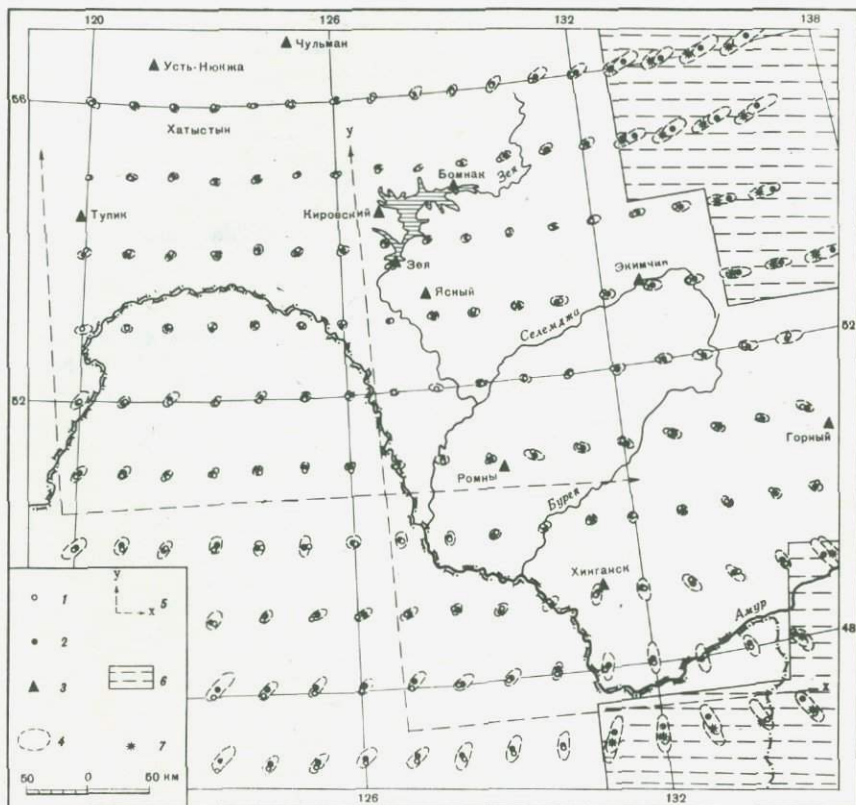 120 126 132 138
Чульман
Усть-Нюнжа
56
Хатыстын
у
Зея
Бомнак
Тупик
Кировский
Зея
Экимчан
Ясный
Селемджа
52
52
Горный
Ромны
Бурея
Хинганск
У
1
х
5
Амур
2
48
3
6
х
4
7
50 0 50 км
126 132